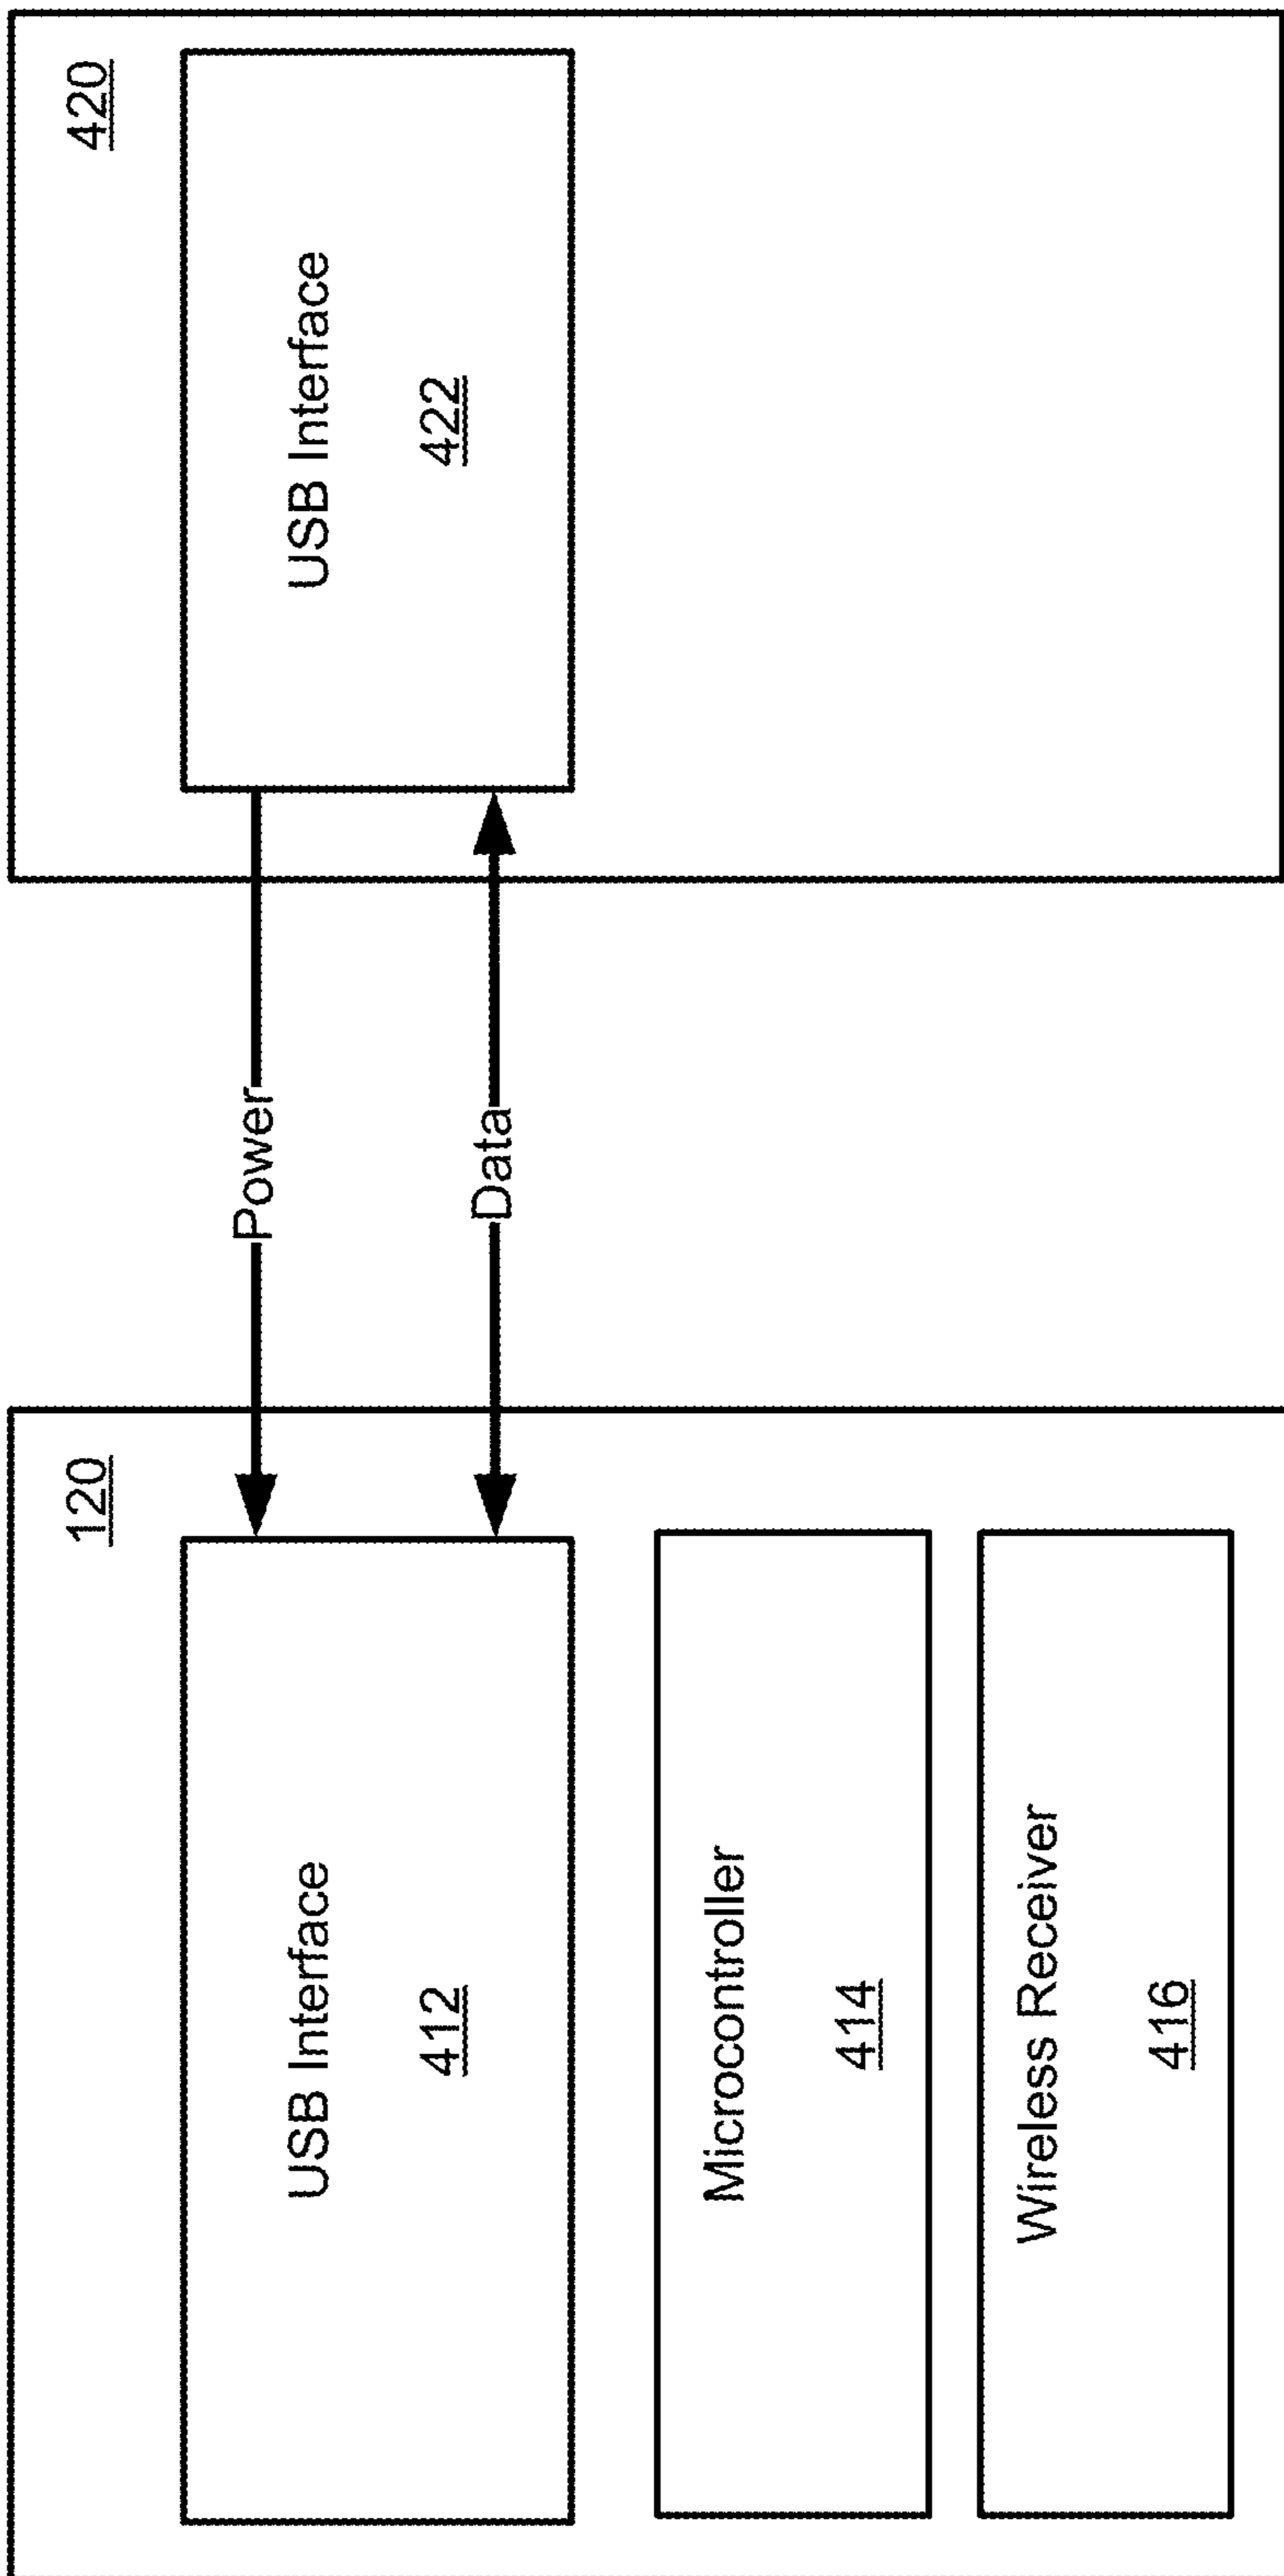 120
USB Interface
412
Microcontroller
414
Wireless Receiver
416
Power
Data
420
USB Interface
422